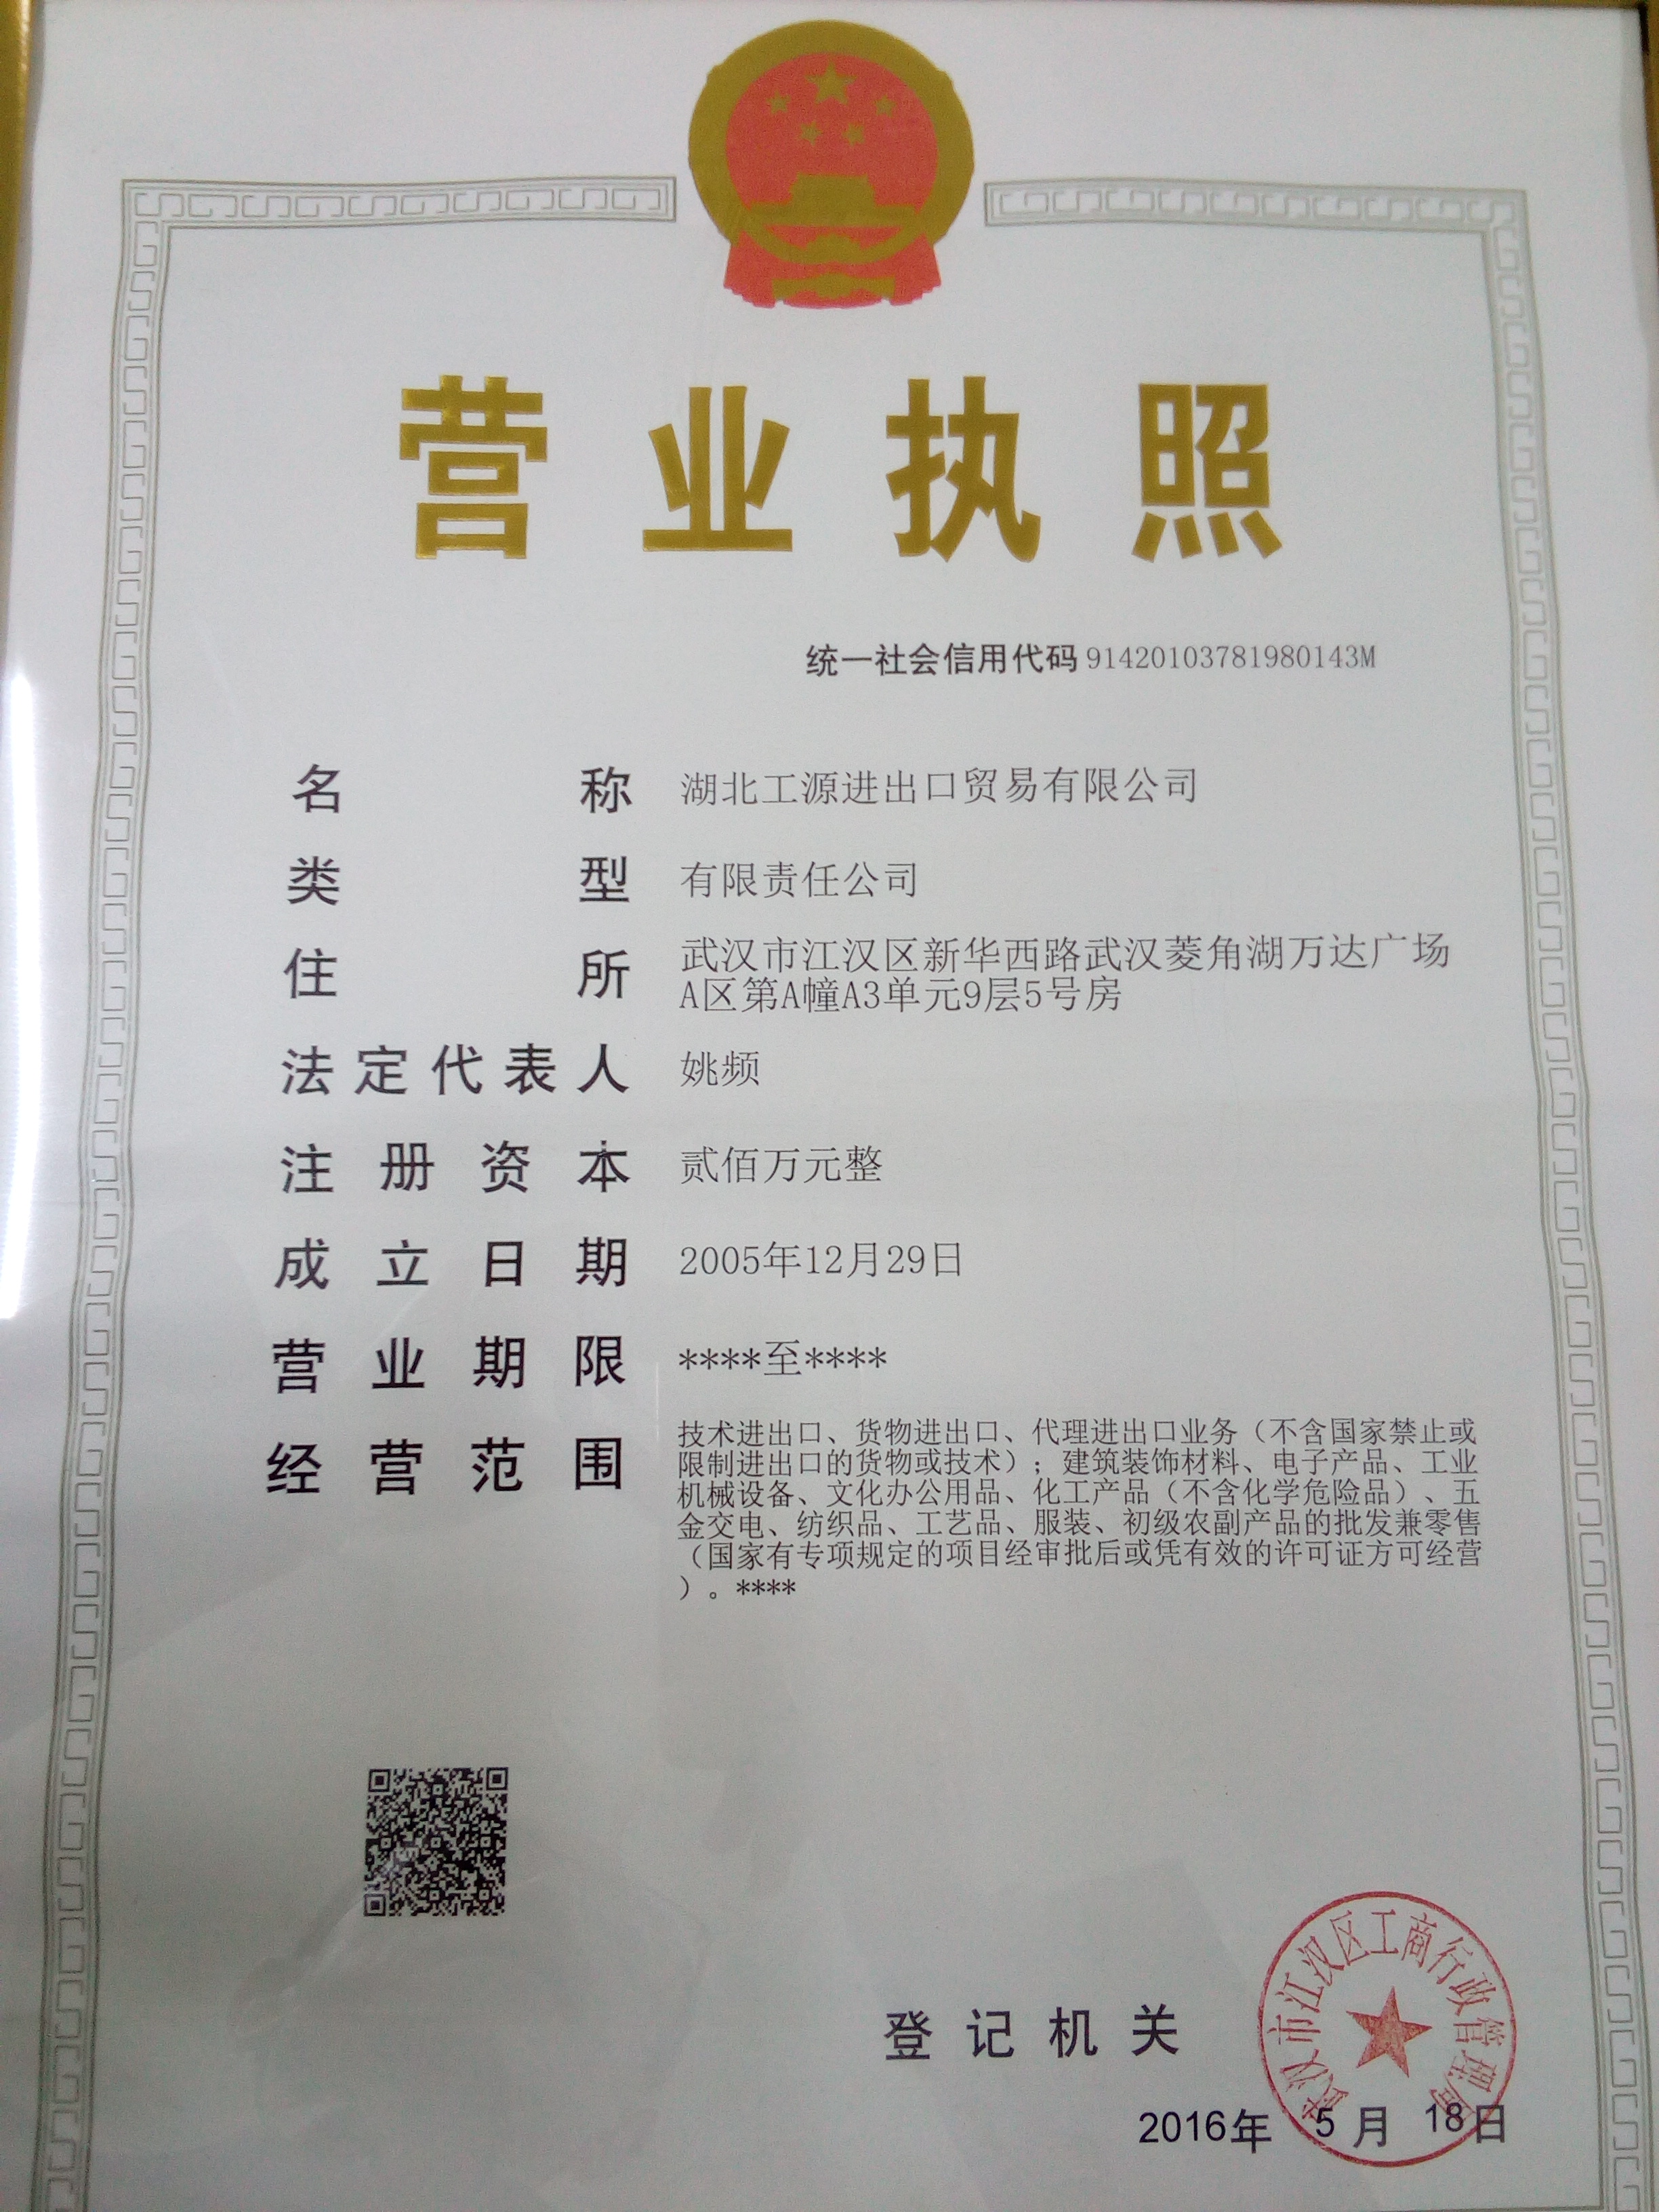 营业执照
统一社会信用代码 91420103781980143M
名称 湖北工源进出口贸易有限公司
类型 有限责任公司
住所 武汉市江汉区新华西路武汉菱角湖万达广场
A区第A幢A3单元9层5号房
法定代表人 姚频
注册资本 贰佰万元整
成立日期 2005年12月29日
营业期限 ****至****
经营范围 技术进出口、货物进出口、代理进出口业务（不含国家禁止或
限制进出口的货物或技术）；建筑装饰材料、电子产品、工业
机械设备、文化办公用品、化工产品（不含化学危险品）、五
金交电、纺织品、工艺品、服装、初级农副产品的批发兼零售
（国家有专项规定的项目经审批后或凭有效的许可证方可经营
）。****
登记机关
武汉市江汉区工商行政管理局
2016年 5月 18日